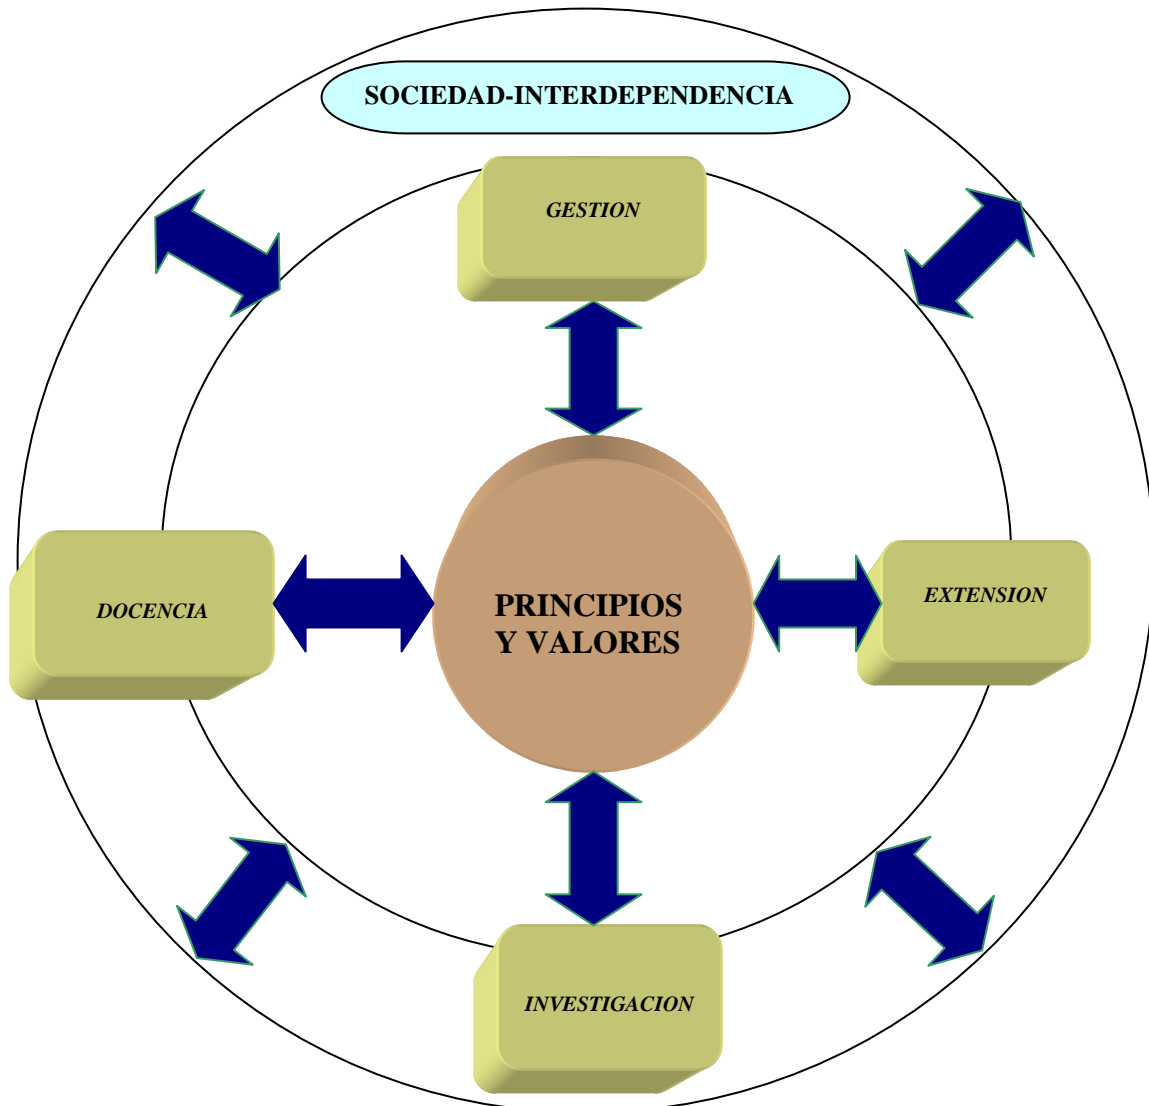 SOCIEDAD-INTERDEPENDENCIA
GESTION
DOCENCIA
PRINCIPIOS
Y VALORES
EXTENSION
INVESTIGACION